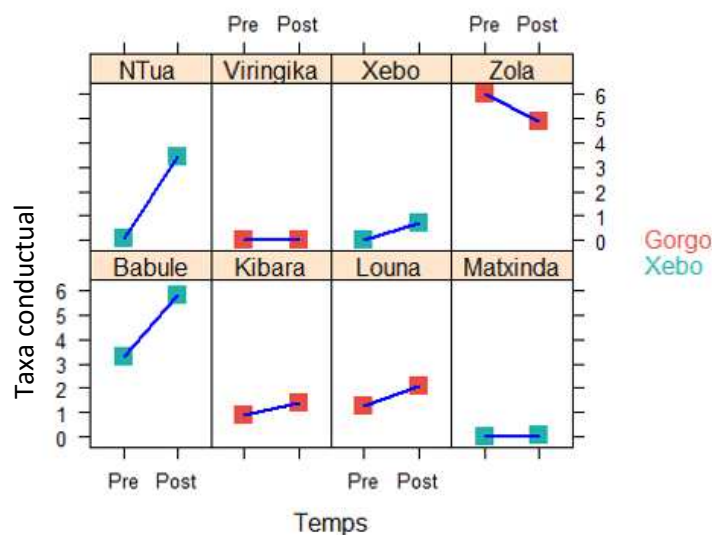 Pre Post Pre Post
NTua Viringika Xebo Zola
6
5
4
3
2
1
0
Gorgo
Xebo
Babule Kibara Louna Matxinda
6
5
4
3
2
1
0
Taxa conductual
Pre Post Pre Post
Temps